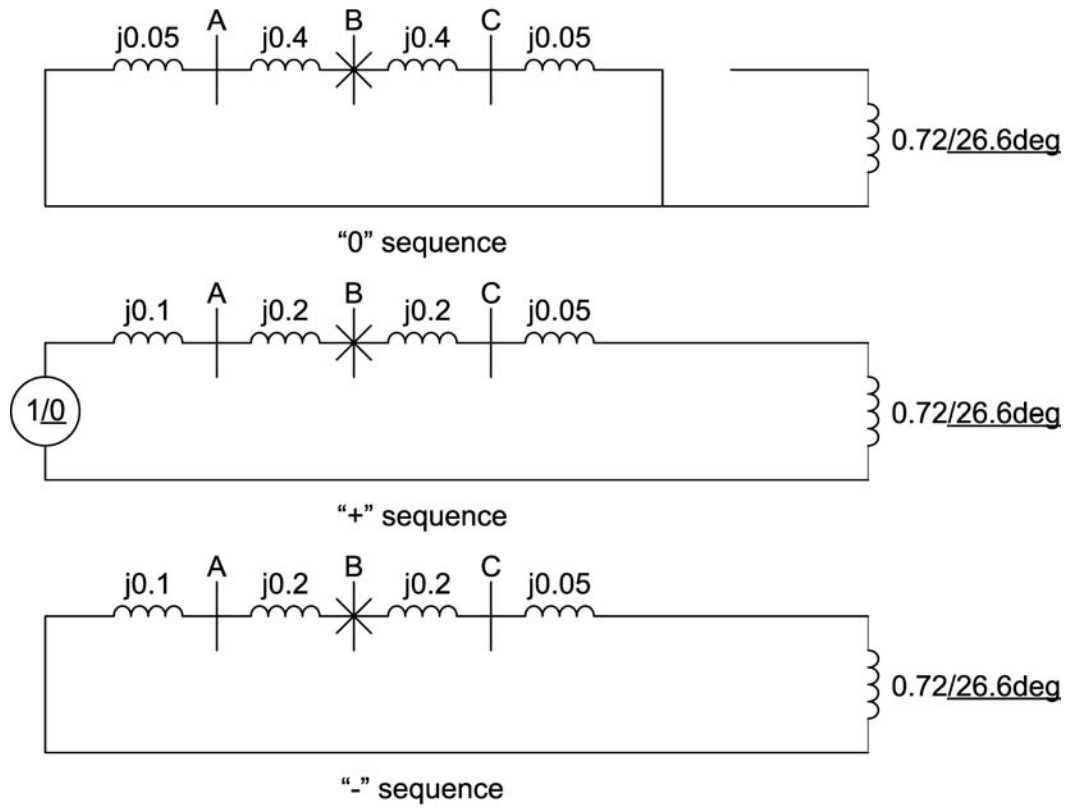 A B C
j0.05 j0.4 j0.4 j0.05
0.72/26.6deg
“0” sequence
A B C
j0.1 j0.2 j0.2 j0.05
1/0
0.72/26.6deg
“+” sequence
A B C
j0.1 j0.2 j0.2 j0.05
0.72/26.6deg
“-” sequence